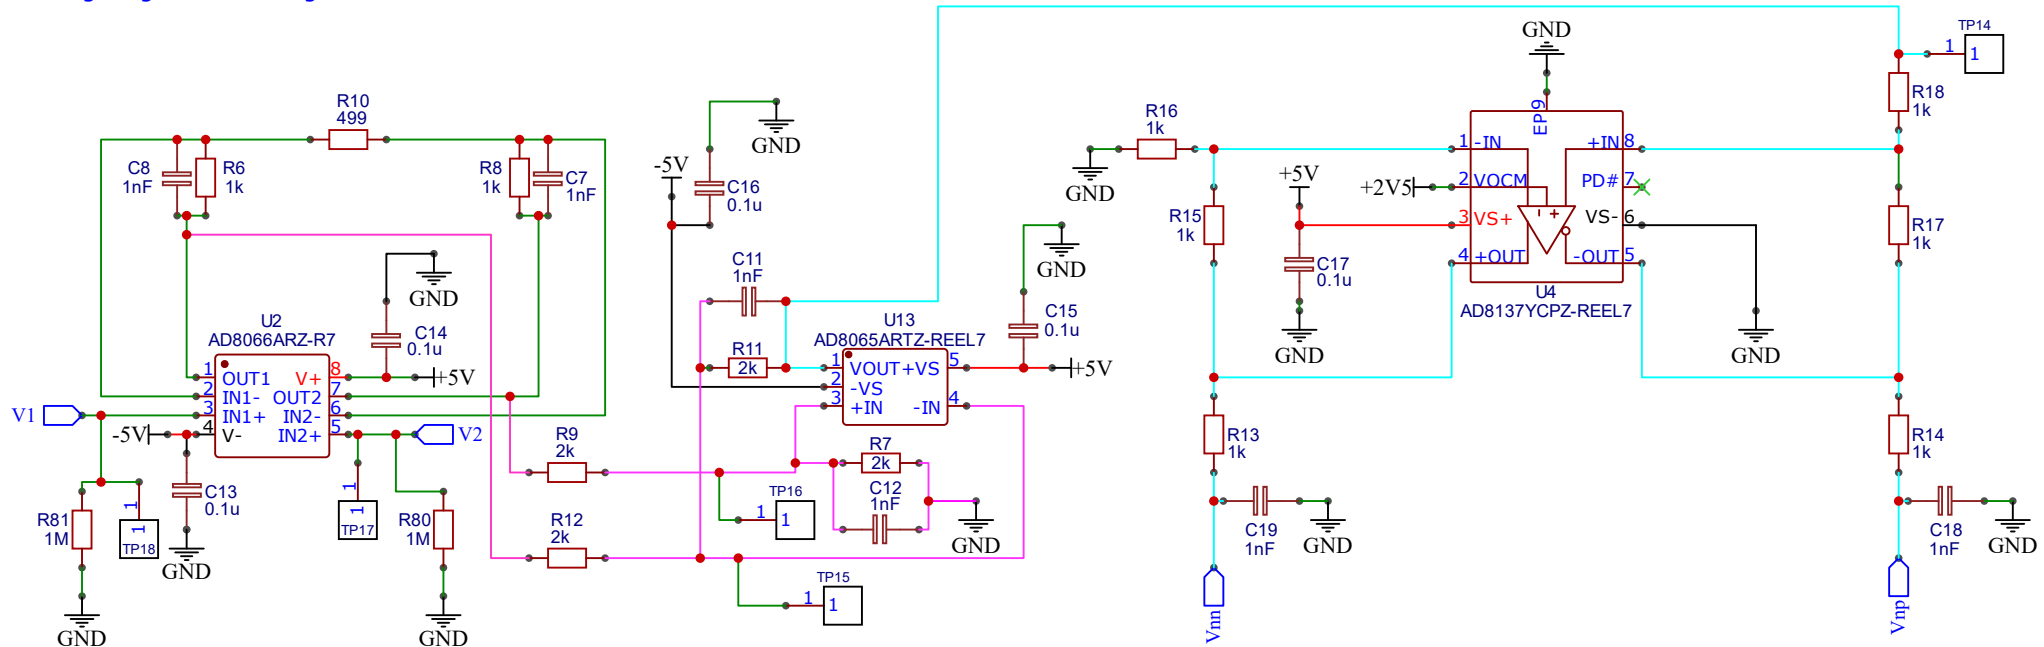 TP14
1
1
GND
R18
1k
R10
499
R16
1k
EP 9
1
-IN
+IN
8
GND
C8
1nF
R6
1k
R8
1k
C7
1nF
-5V
C16
0.1u
GND
+5V
+2V5
2
VOCM
PD#
7
R15
1k
3
VS+
VS-
6
R17
1k
4
+OUT
-OUT
5
C11
1nF
GND
C17
0.1u
U4
AD8137YCPZ-REEL7
GND
GND
GND
U2
AD8066ARZ-R7
C14
0.1u
U13
AD8065ARTZ-REEL7
C15
0.1u
R11
2k
1
VOUT
+VS
5
+5V
2
-VS
3
+IN
-IN
4
1
OUT1
V+
8
+5V
2
IN1-
OUT2
7
V1
3
IN1+
IN2-
6
-5V
4
V-
IN2+
5
V2
R9
2k
R7
2k
R13
1k
R14
1k
C13
0.1u
TP16
1
1
C12
1nF
R81
1M
1
1
TP18
1
1
TP17
R80
1M
R12
2k
GND
C19
1nF
GND
C18
1nF
GND
GND
TP15
1
1
GND
GND
Vnn
Vnp